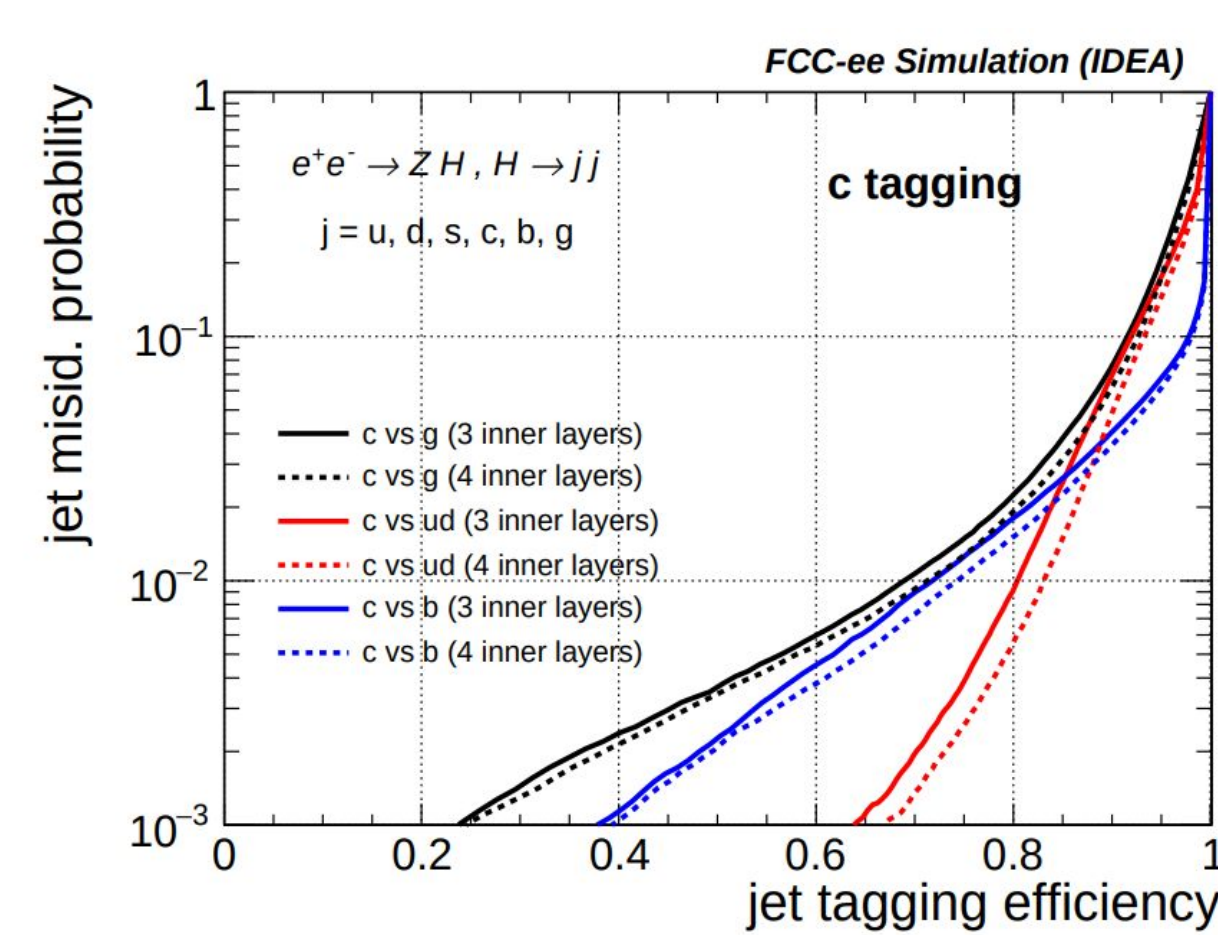 FCC-ee Simulation (IDEA)
jet misid. probability
1
10⁻¹
10⁻²
10⁻³
e⁺e⁻ → Z H , H → j j
j = u, d, s, c, b, g
c tagging
c vs g (3 inner layers)
c vs g (4 inner layers)
c vs ud (3 inner layers)
c vs ud (4 inner layers)
c vs b (3 inner layers)
c vs b (4 inner layers)
0 0.2 0.4 0.6 0.8 1
jet tagging efficiency